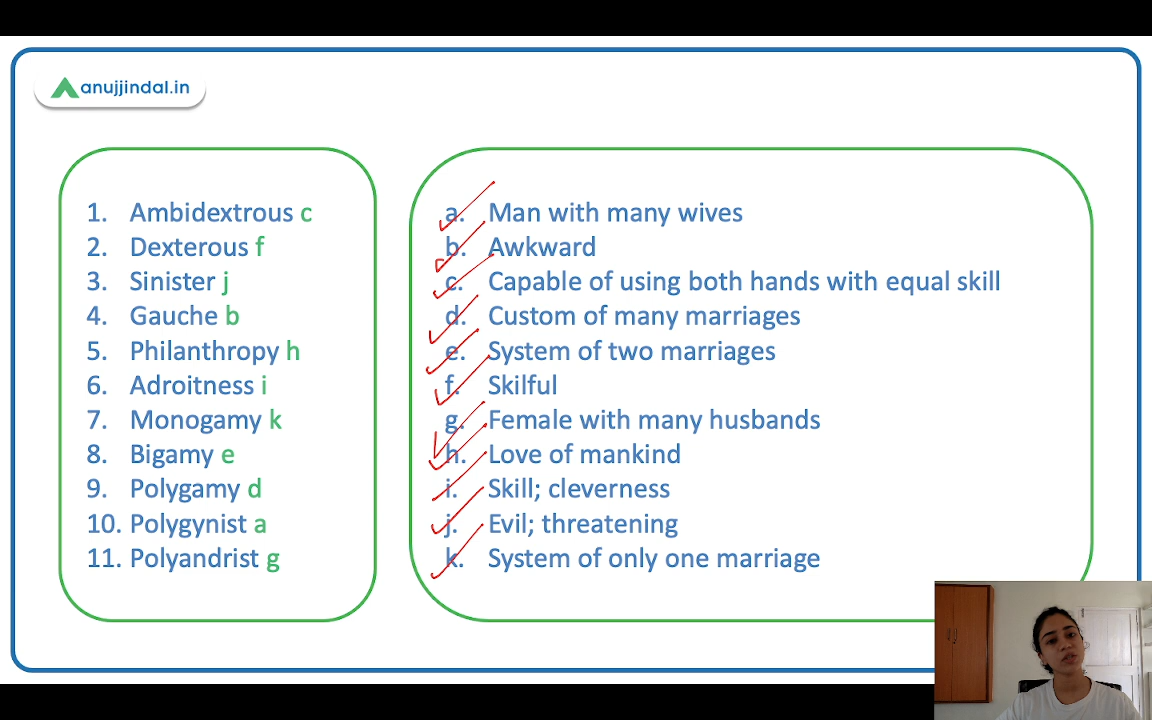 anujjindal.in
1. Ambidextrous c
2. Dexterous f
3. Sinister j
4. Gauche b
5. Philanthropy h
6. Adroitness i
7. Monogamy k
8. Bigamy e
9. Polygamy d
10. Polygynist a
11. Polyandrist g
a. Man with many wives
b. Awkward
c. Capable of using both hands with equal skill
d. Custom of many marriages
e. System of two marriages
f. Skilful
g. Female with many husbands
h. Love of mankind
i. Skill; cleverness
j. Evil; threatening
k. System of only one marriage